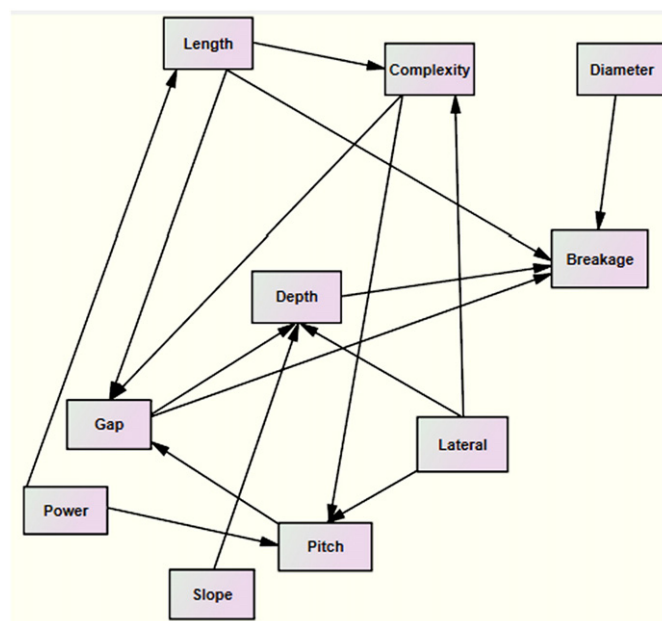 Length
Complexity
Diameter
Breakage
Depth
Gap
Lateral
Power
Pitch
Slope